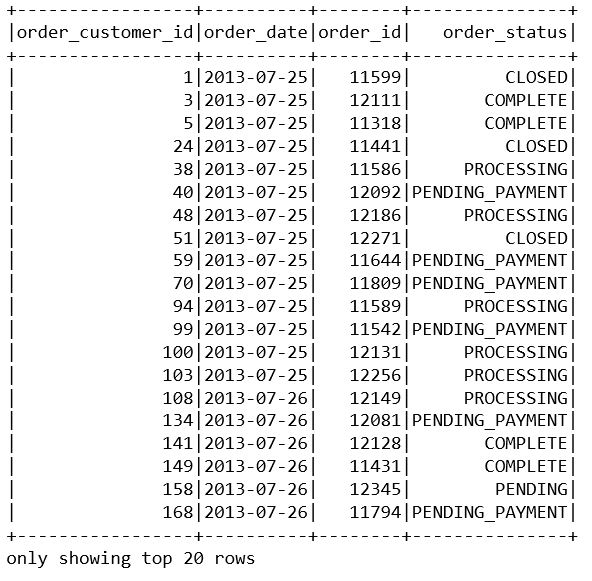 +-----------------+----------+--------+---------------+
|order_customer_id|order_date|order_id|   order_status|
+-----------------+----------+--------+---------------+
|                1|2013-07-25|   11599|         CLOSED|
|                3|2013-07-25|   12111|       COMPLETE|
|                5|2013-07-25|   11318|       COMPLETE|
|               24|2013-07-25|   11441|         CLOSED|
|               38|2013-07-25|   11586|     PROCESSING|
|               40|2013-07-25|   12092|PENDING_PAYMENT|
|               48|2013-07-25|   12186|     PROCESSING|
|               51|2013-07-25|   12271|         CLOSED|
|               59|2013-07-25|   11644|PENDING_PAYMENT|
|               70|2013-07-25|   11809|PENDING_PAYMENT|
|               94|2013-07-25|   11589|     PROCESSING|
|               99|2013-07-25|   11542|PENDING_PAYMENT|
|              100|2013-07-25|   12131|     PROCESSING|
|              103|2013-07-25|   12256|     PROCESSING|
|              108|2013-07-26|   12149|     PROCESSING|
|              134|2013-07-26|   12081|PENDING_PAYMENT|
|              141|2013-07-26|   12128|       COMPLETE|
|              149|2013-07-26|   11431|       COMPLETE|
|              158|2013-07-26|   12345|        PENDING|
|              168|2013-07-26|   11794|PENDING_PAYMENT|
+-----------------+----------+--------+---------------+
only showing top 20 rows